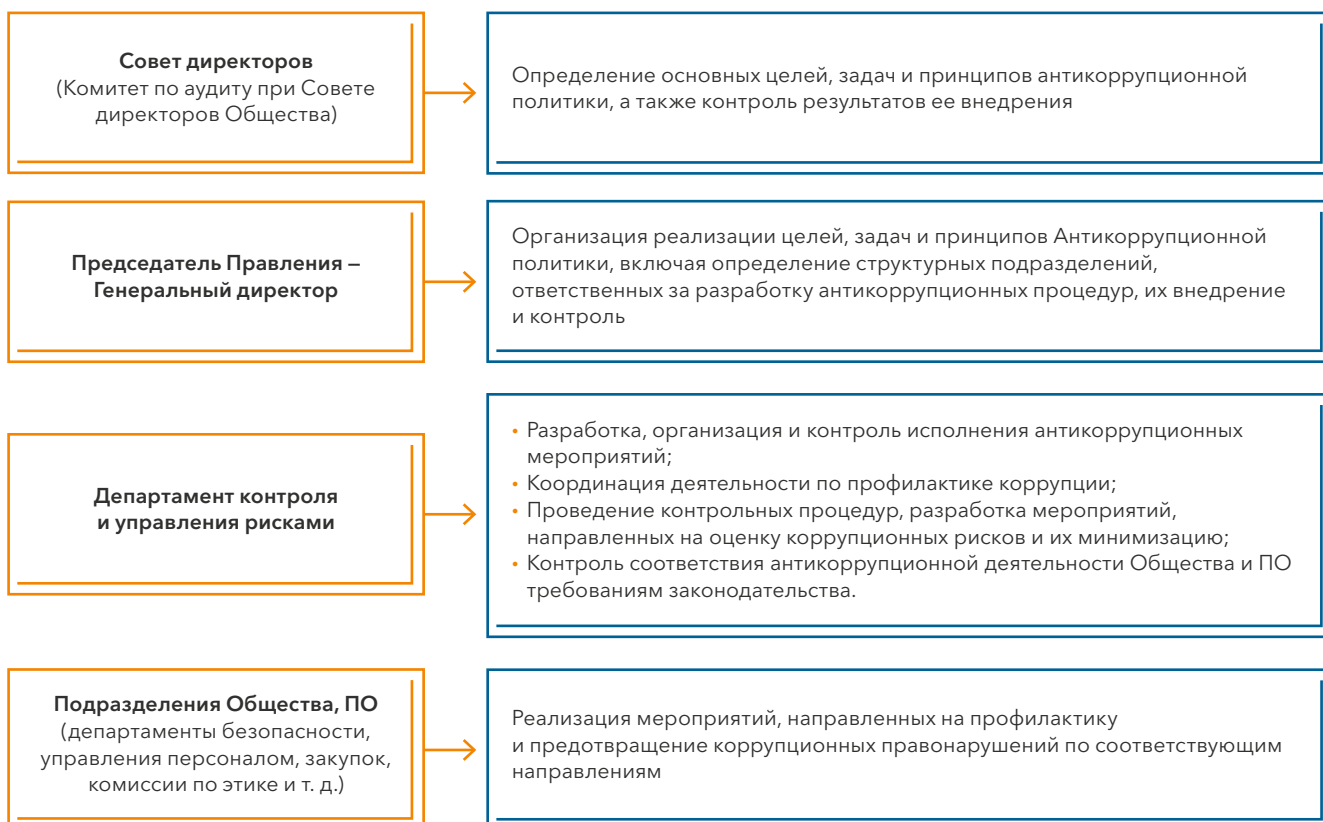 Совет директоров
(Комитет по аудиту при Совете
директоров Общества)
Определение основных целей, задач и принципов антикоррупционной
политики, а также контроль результатов ее внедрения
Председатель Правления —
Генеральный директор
Организация реализации целей, задач и принципов Антикоррупционной
политики, включая определение структурных подразделений,
ответственных за разработку антикоррупционных процедур, их внедрение
и контроль
Департамент контроля
и управления рисками
• Разработка, организация и контроль исполнения антикоррупционных
мероприятий;
• Координация деятельности по профилактике коррупции;
• Проведение контрольных процедур, разработка мероприятий,
направленных на оценку коррупционных рисков и их минимизацию;
• Контроль соответствия антикоррупционной деятельности Общества и ПО
требованиям законодательства.
Подразделения Общества, ПО
(департаменты безопасности,
управления персоналом, закупок,
комиссии по этике и т. д.)
Реализация мероприятий, направленных на профилактику
и предотвращение коррупционных правонарушений по соответствующим
направлениям